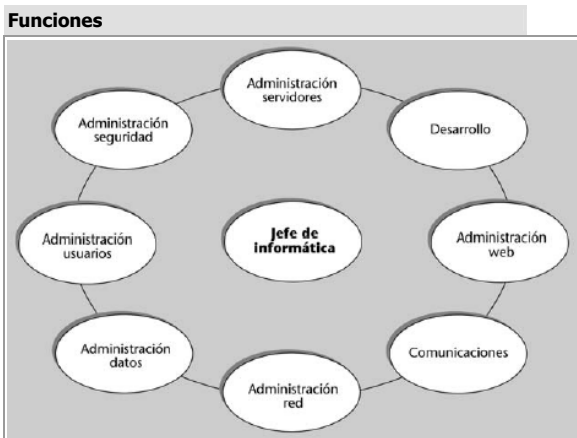 Funciones
Administración
servidores
Administración
seguridad
Desarrollo
Administración
usuarios
Jefe de
informática
Administración
web
Administración
datos
Comunicaciones
Administración
red